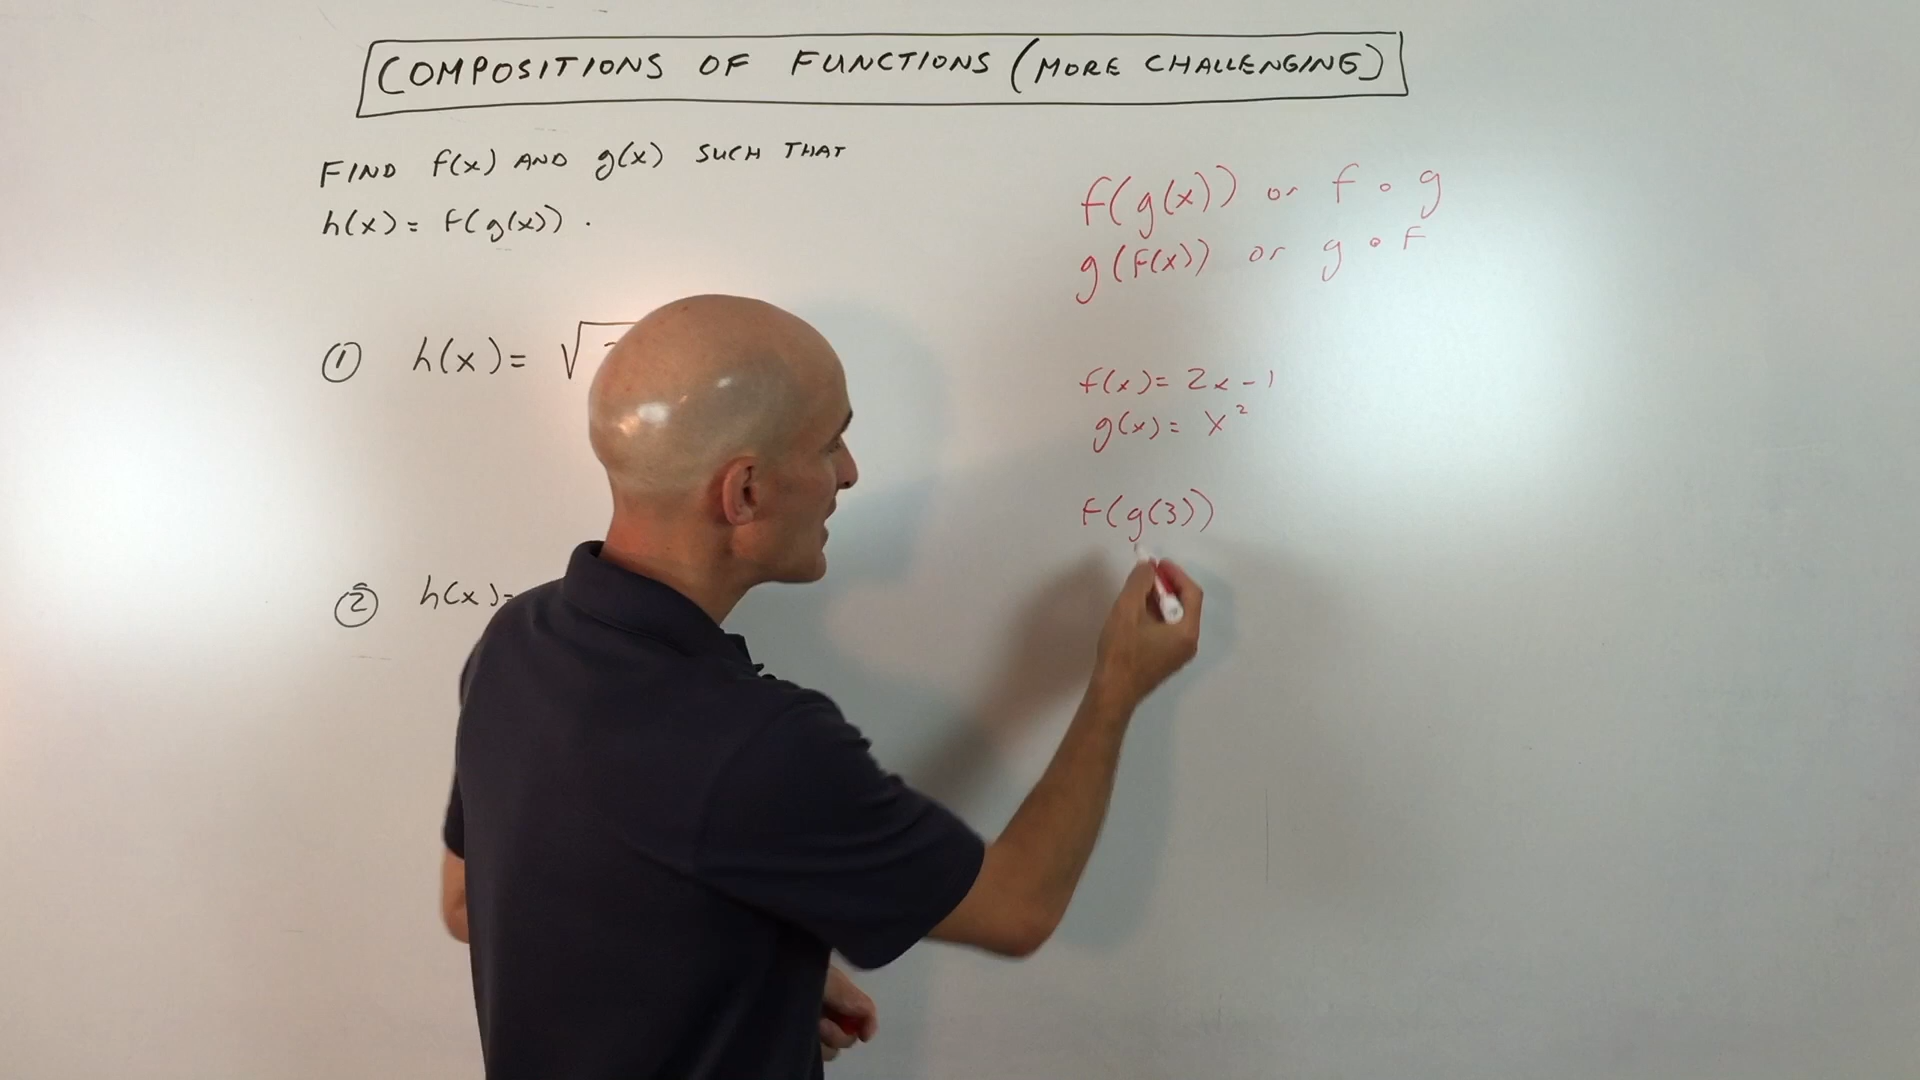 COMPOSITIONS OF FUNCTIONS (MORE CHALLENGING)
FIND f(x) AND g(x) SUCH THAT
h(x) = f(g(x)).
① h(x) = √
② h(x) =
f(g(x)) or f ∘ g
g(f(x)) or g ∘ f
f(x) = 2x - 1
g(x) = x²
f(g(3))